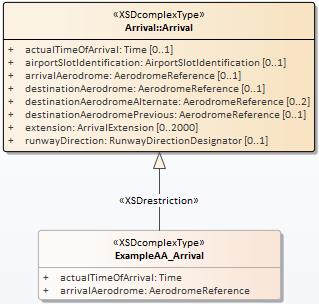 «XSDcomplexType»
Arrival::Arrival
+ actualTimeOfArrival: Time [0..1]
+ airportSlotIdentification: AirportSlotIdentification [0..1]
+ arrivalAerodrome: AerodromeReference [0..1]
+ destinationAerodrome: AerodromeReference [0..1]
+ destinationAerodromeAlternate: AerodromeReference [0..2]
+ destinationAerodromePrevious: AerodromeReference [0..1]
+ extension: ArrivalExtension [0..2000]
+ runwayDirection: RunwayDirectionDesignator [0..1]
«XSDrestriction»
«XSDcomplexType»
ExampleAA_Arrival
+ actualTimeOfArrival: Time
+ arrivalAerodrome: AerodromeReference